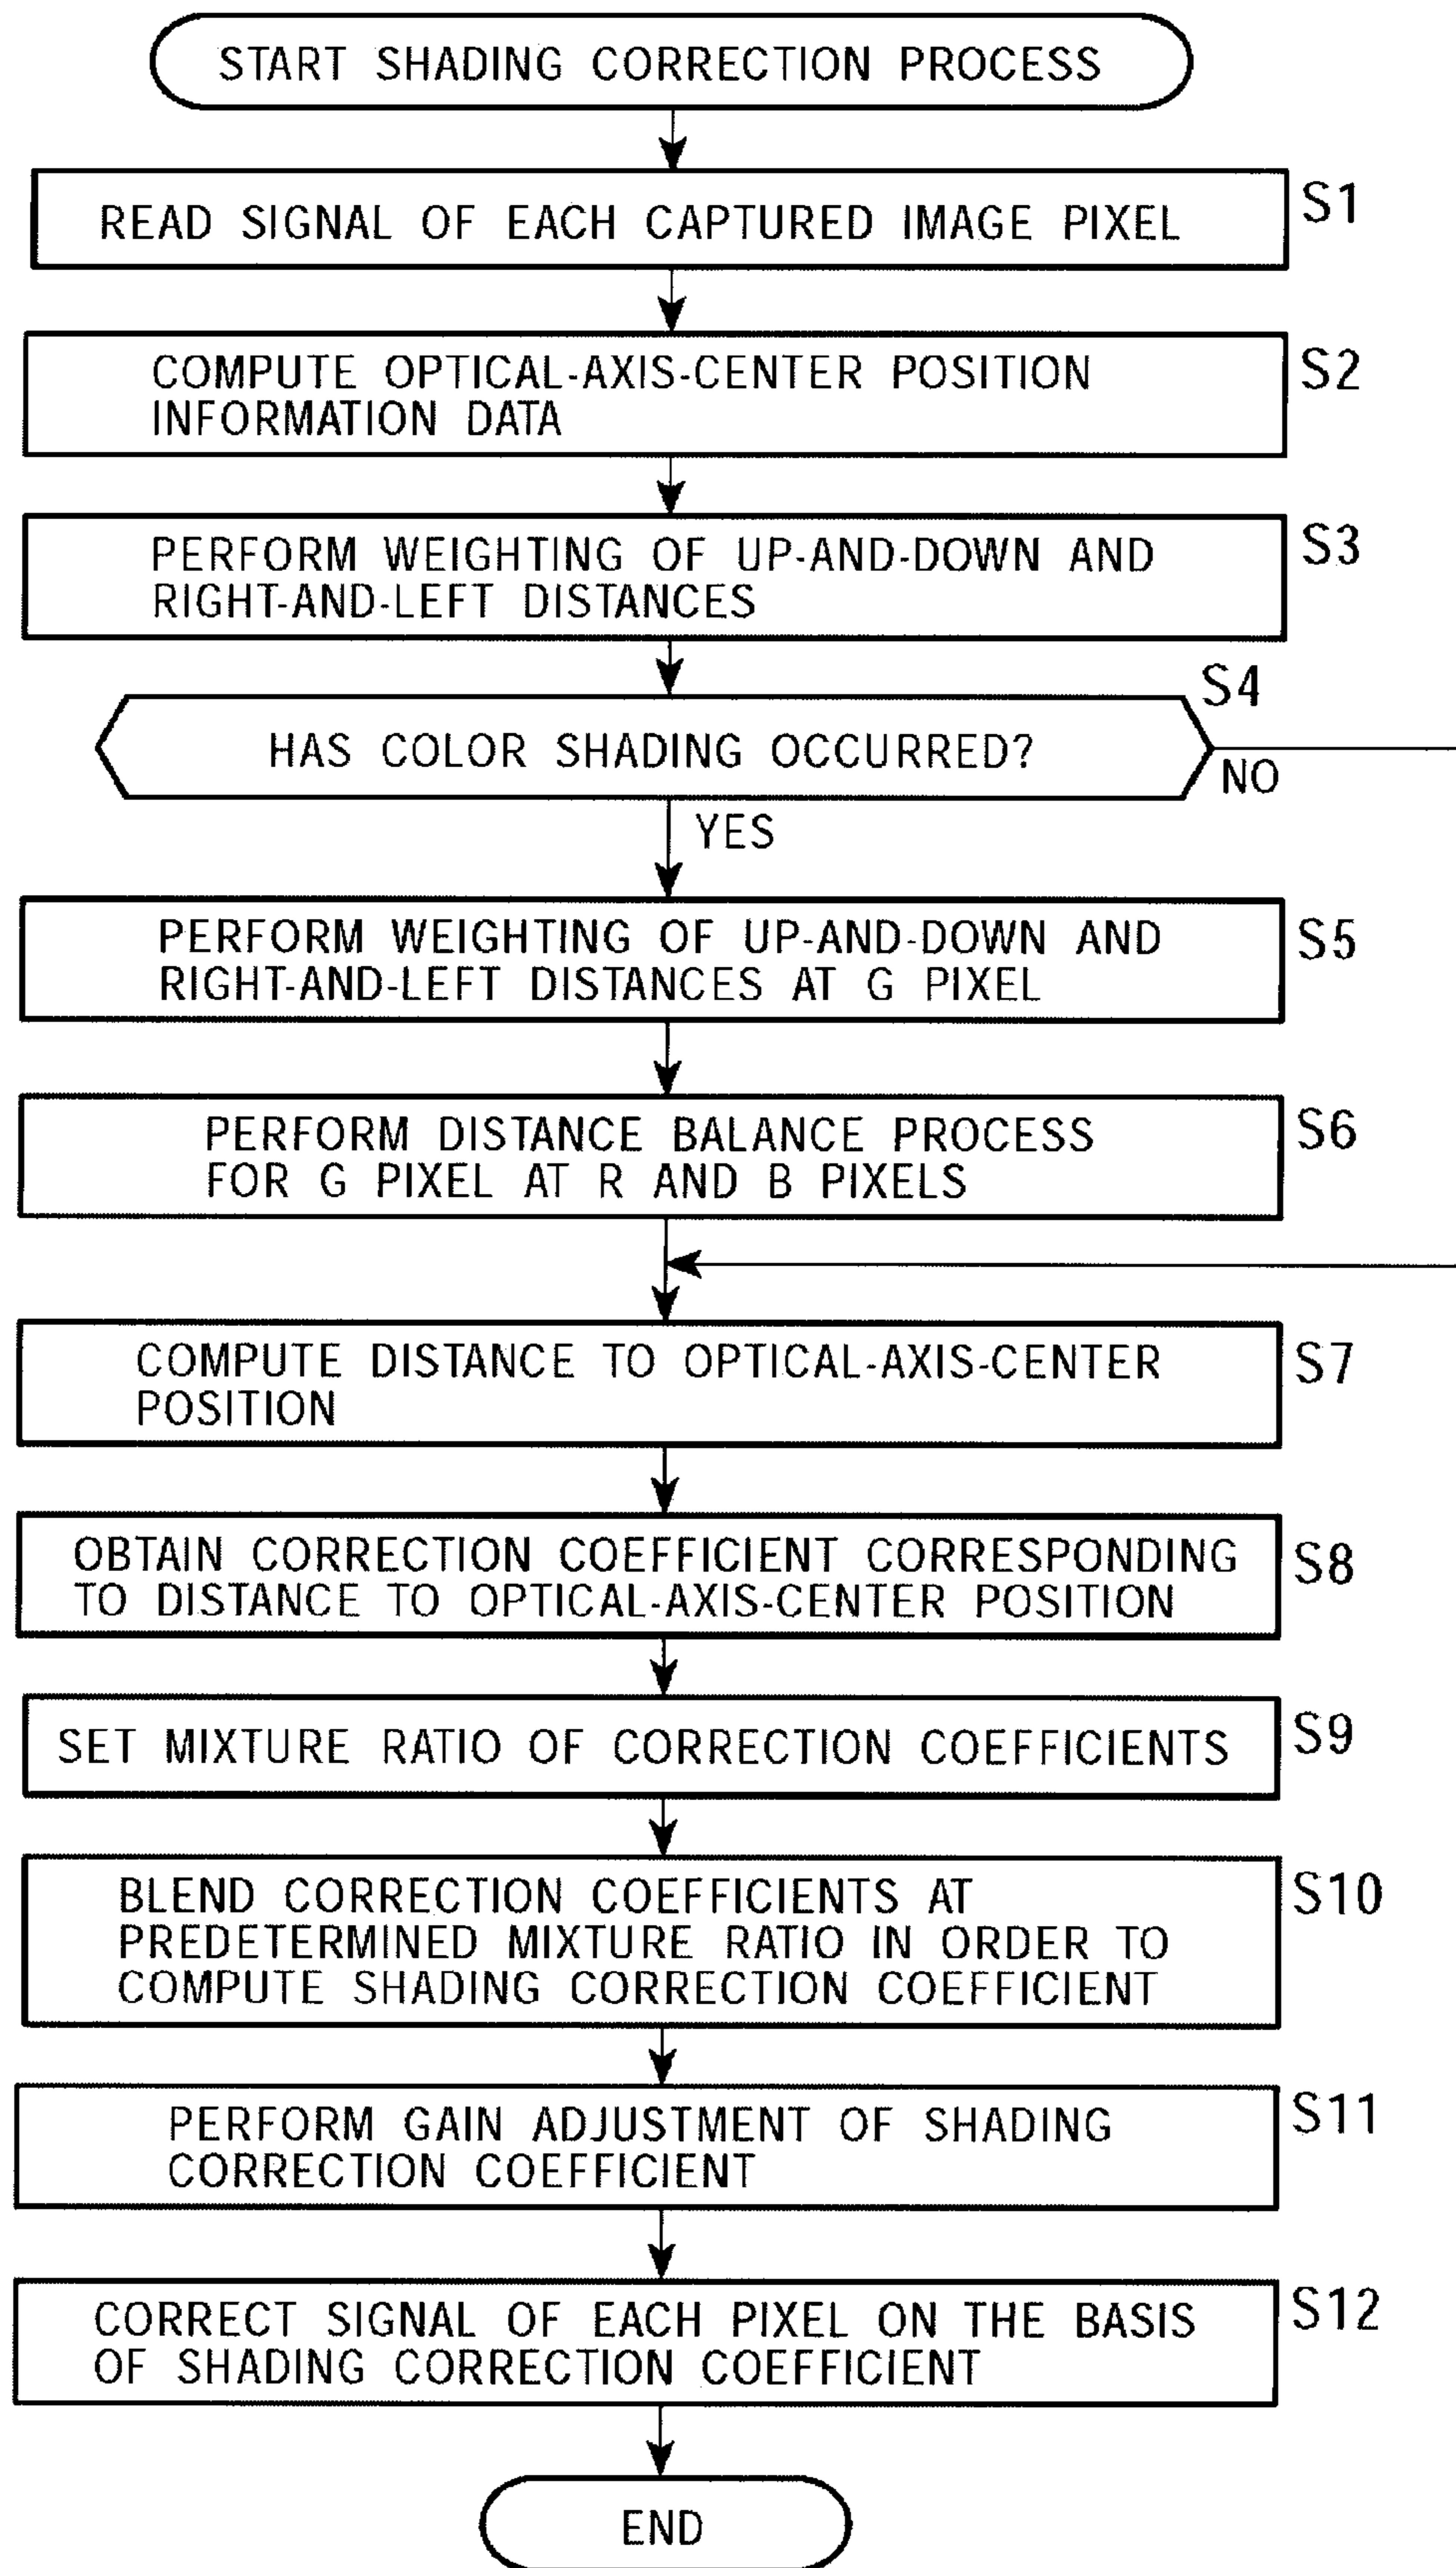 START SHADING CORRECTION PROCESS
READ SIGNAL OF EACH CAPTURED IMAGE PIXEL
S1
COMPUTE OPTICAL-AXIS-CENTER POSITION
INFORMATION DATA
S2
PERFORM WEIGHTING OF UP-AND-DOWN AND
RIGHT-AND-LEFT DISTANCES
S3
S4
HAS COLOR SHADING OCCURRED?
NO
YES
PERFORM WEIGHTING OF UP-AND-DOWN AND
RIGHT-AND-LEFT DISTANCES AT G PIXEL
S5
PERFORM DISTANCE BALANCE PROCESS
FOR G PIXEL AT R AND B PIXELS
S6
COMPUTE DISTANCE TO OPTICAL-AXIS-CENTER
POSITION
S7
OBTAIN CORRECTION COEFFICIENT CORRESPONDING
TO DISTANCE TO OPTICAL-AXIS-CENTER POSITION
S8
SET MIXTURE RATIO OF CORRECTION COEFFICIENTS
S9
BLEND CORRECTION COEFFICIENTS AT
PREDETERMINED MIXTURE RATIO IN ORDER TO
COMPUTE SHADING CORRECTION COEFFICIENT
S10
PERFORM GAIN ADJUSTMENT OF SHADING
CORRECTION COEFFICIENT
S11
CORRECT SIGNAL OF EACH PIXEL ON THE BASIS
OF SHADING CORRECTION COEFFICIENT
S12
END